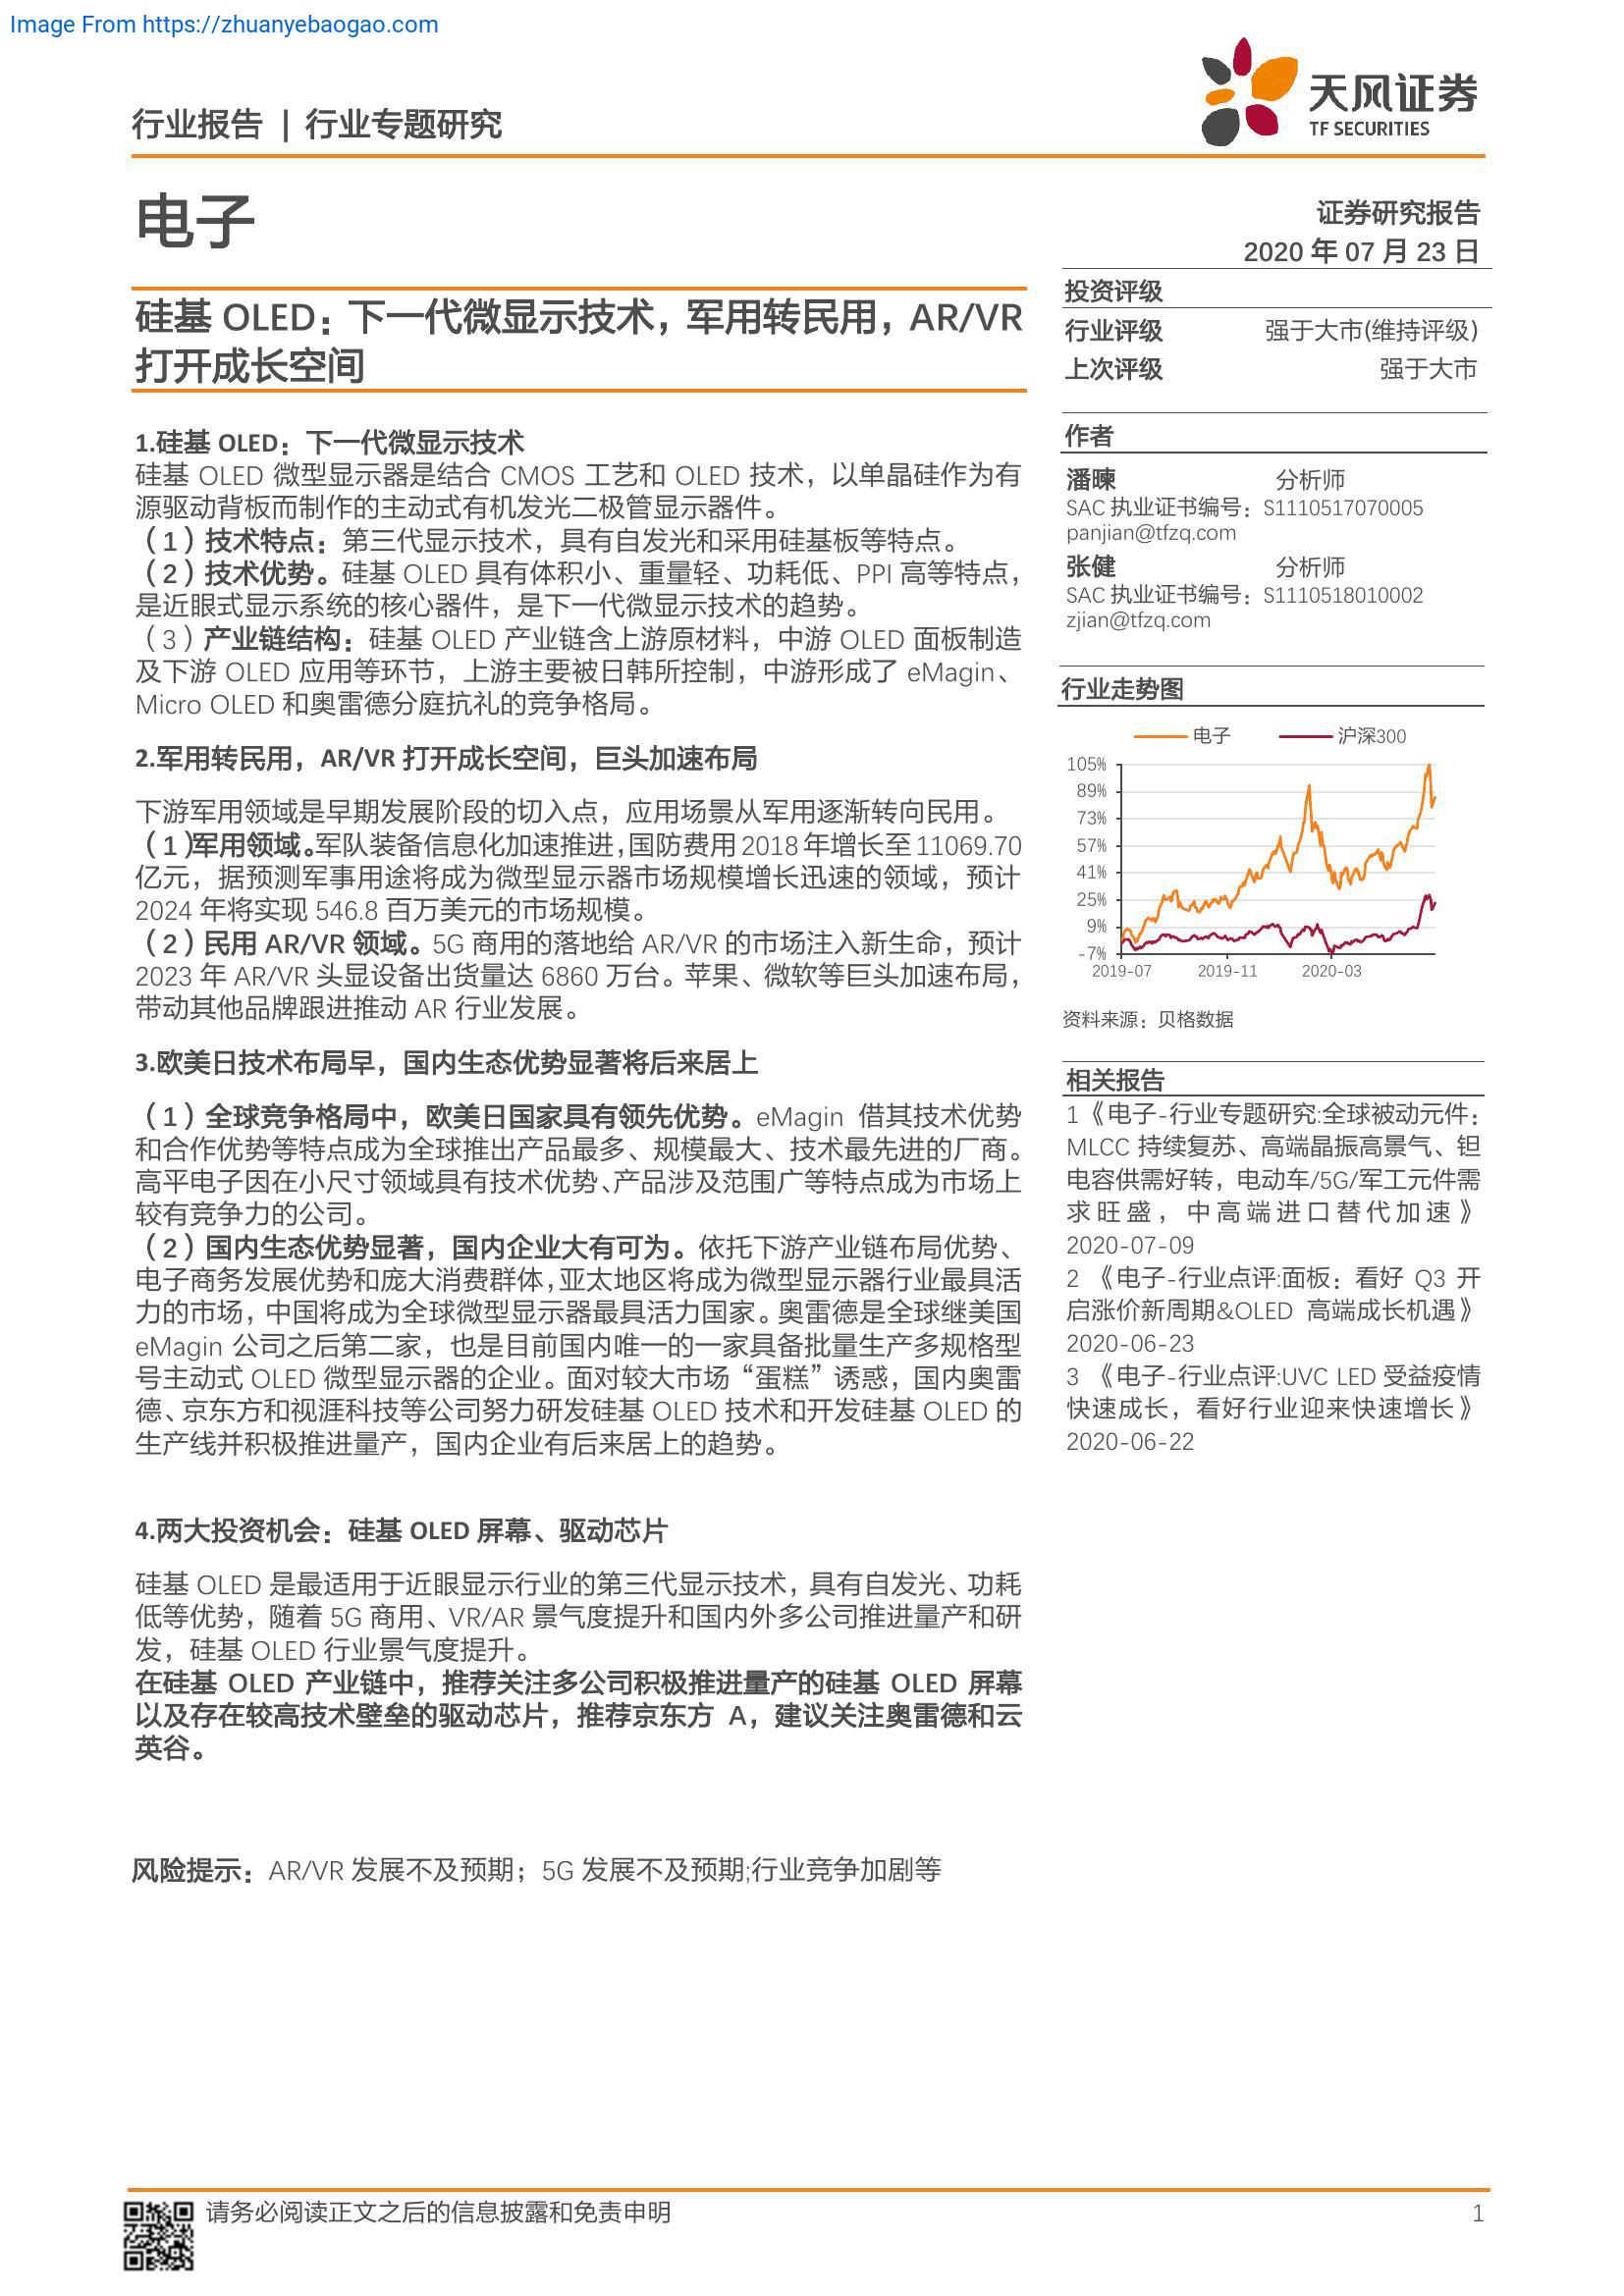 Image From https://zhuanyebaogao.com
行业报告 | 行业专题研究
天风证券
TF SECURITIES
电子
证券研究报告
2020 年 07 月 23 日
硅基 OLED：下一代微显示技术，军用转民用，AR/VR
打开成长空间
1.硅基 OLED：下一代微显示技术
硅基 OLED 微型显示器是结合 CMOS 工艺和 OLED 技术，以单晶硅作为有
源驱动背板而制作的主动式有机发光二极管显示器件。
（1）技术特点：第三代显示技术，具有自发光和采用硅基板等特点。
（2）技术优势。硅基 OLED 具有体积小、重量轻、功耗低、PPI 高等特点，
是近眼式显示系统的核心器件，是下一代微显示技术的趋势。
（3）产业链结构：硅基 OLED 产业链含上游原材料，中游 OLED 面板制造
及下游 OLED 应用等环节，上游主要被日韩所控制，中游形成了 eMagin、
Micro OLED 和奥雷德分庭抗礼的竞争格局。
2.军用转民用，AR/VR 打开成长空间，巨头加速布局
下游军用领域是早期发展阶段的切入点，应用场景从军用逐渐转向民用。
（1）军用领域。军队装备信息化加速推进，国防费用 2018 年增长至 11069.70
亿元，据预测军事用途将成为微型显示器市场规模增长迅速的领域，预计
2024 年将实现 546.8 百万美元的市场规模。
（2）民用 AR/VR 领域。5G 商用的落地给 AR/VR 的市场注入新生命，预计
2023 年 AR/VR 头显设备出货量达 6860 万台。苹果、微软等巨头加速布局，
带动其他品牌跟进推动 AR 行业发展。
3.欧美日技术布局早，国内生态优势显著将后来居上
（1）全球竞争格局中，欧美日国家具有领先优势。eMagin 借其技术优势
和合作优势等特点成为全球推出产品最多、规模最大、技术最先进的厂商。
高平电子因在小尺寸领域具有技术优势、产品涉及范围广等特点成为市场上
较有竞争力的公司。
（2）国内生态优势显著，国内企业大有可为。依托下游产业链布局优势、
电子商务发展优势和庞大消费群体，亚太地区将成为微型显示器行业最具活
力的市场，中国将成为全球微型显示器最具活力国家。奥雷德是全球继美国
eMagin 公司之后第二家，也是目前国内唯一的一家具备批量生产多规格型
号主动式 OLED 微型显示器的企业。面对较大市场“蛋糕”诱惑，国内奥雷
德、京东方和视涯科技等公司努力研发硅基 OLED 技术和开发硅基 OLED 的
生产线并积极推进量产，国内企业有后来居上的趋势。
4.两大投资机会：硅基 OLED 屏幕、驱动芯片
硅基 OLED 是最适用于近眼显示行业的第三代显示技术，具有自发光、功耗
低等优势，随着 5G 商用、VR/AR 景气度提升和国内外多公司推进量产和研
发，硅基 OLED 行业景气度提升。
在硅基 OLED 产业链中，推荐关注多公司积极推进量产的硅基 OLED 屏幕
以及存在较高技术壁垒的驱动芯片，推荐京东方 A，建议关注奥雷德和云
英谷。
风险提示：AR/VR 发展不及预期；5G 发展不及预期;行业竞争加剧等
投资评级
行业评级 强于大市(维持评级)
上次评级 强于大市
作者
潘暕 分析师
SAC 执业证书编号：S1110517070005
panjian@tfzq.com
张健 分析师
SAC 执业证书编号：S1110518010002
zjian@tfzq.com
行业走势图
电子 沪深300
105%
89%
73%
57%
41%
25%
9%
-7%
2019-07 2019-11 2020-03
资料来源：贝格数据
相关报告
1《电子-行业专题研究:全球被动元件：
MLCC 持续复苏、高端晶振高景气、钽
电容供需好转，电动车/5G/军工元件需
求旺盛，中高端进口替代加速》
2020-07-09
2 《电子-行业点评:面板：看好 Q3 开
启涨价新周期&OLED 高端成长机遇》
2020-06-23
3 《电子-行业点评:UVC LED 受益疫情
快速成长，看好行业迎来快速增长》
2020-06-22
请务必阅读正文之后的信息披露和免责申明
1